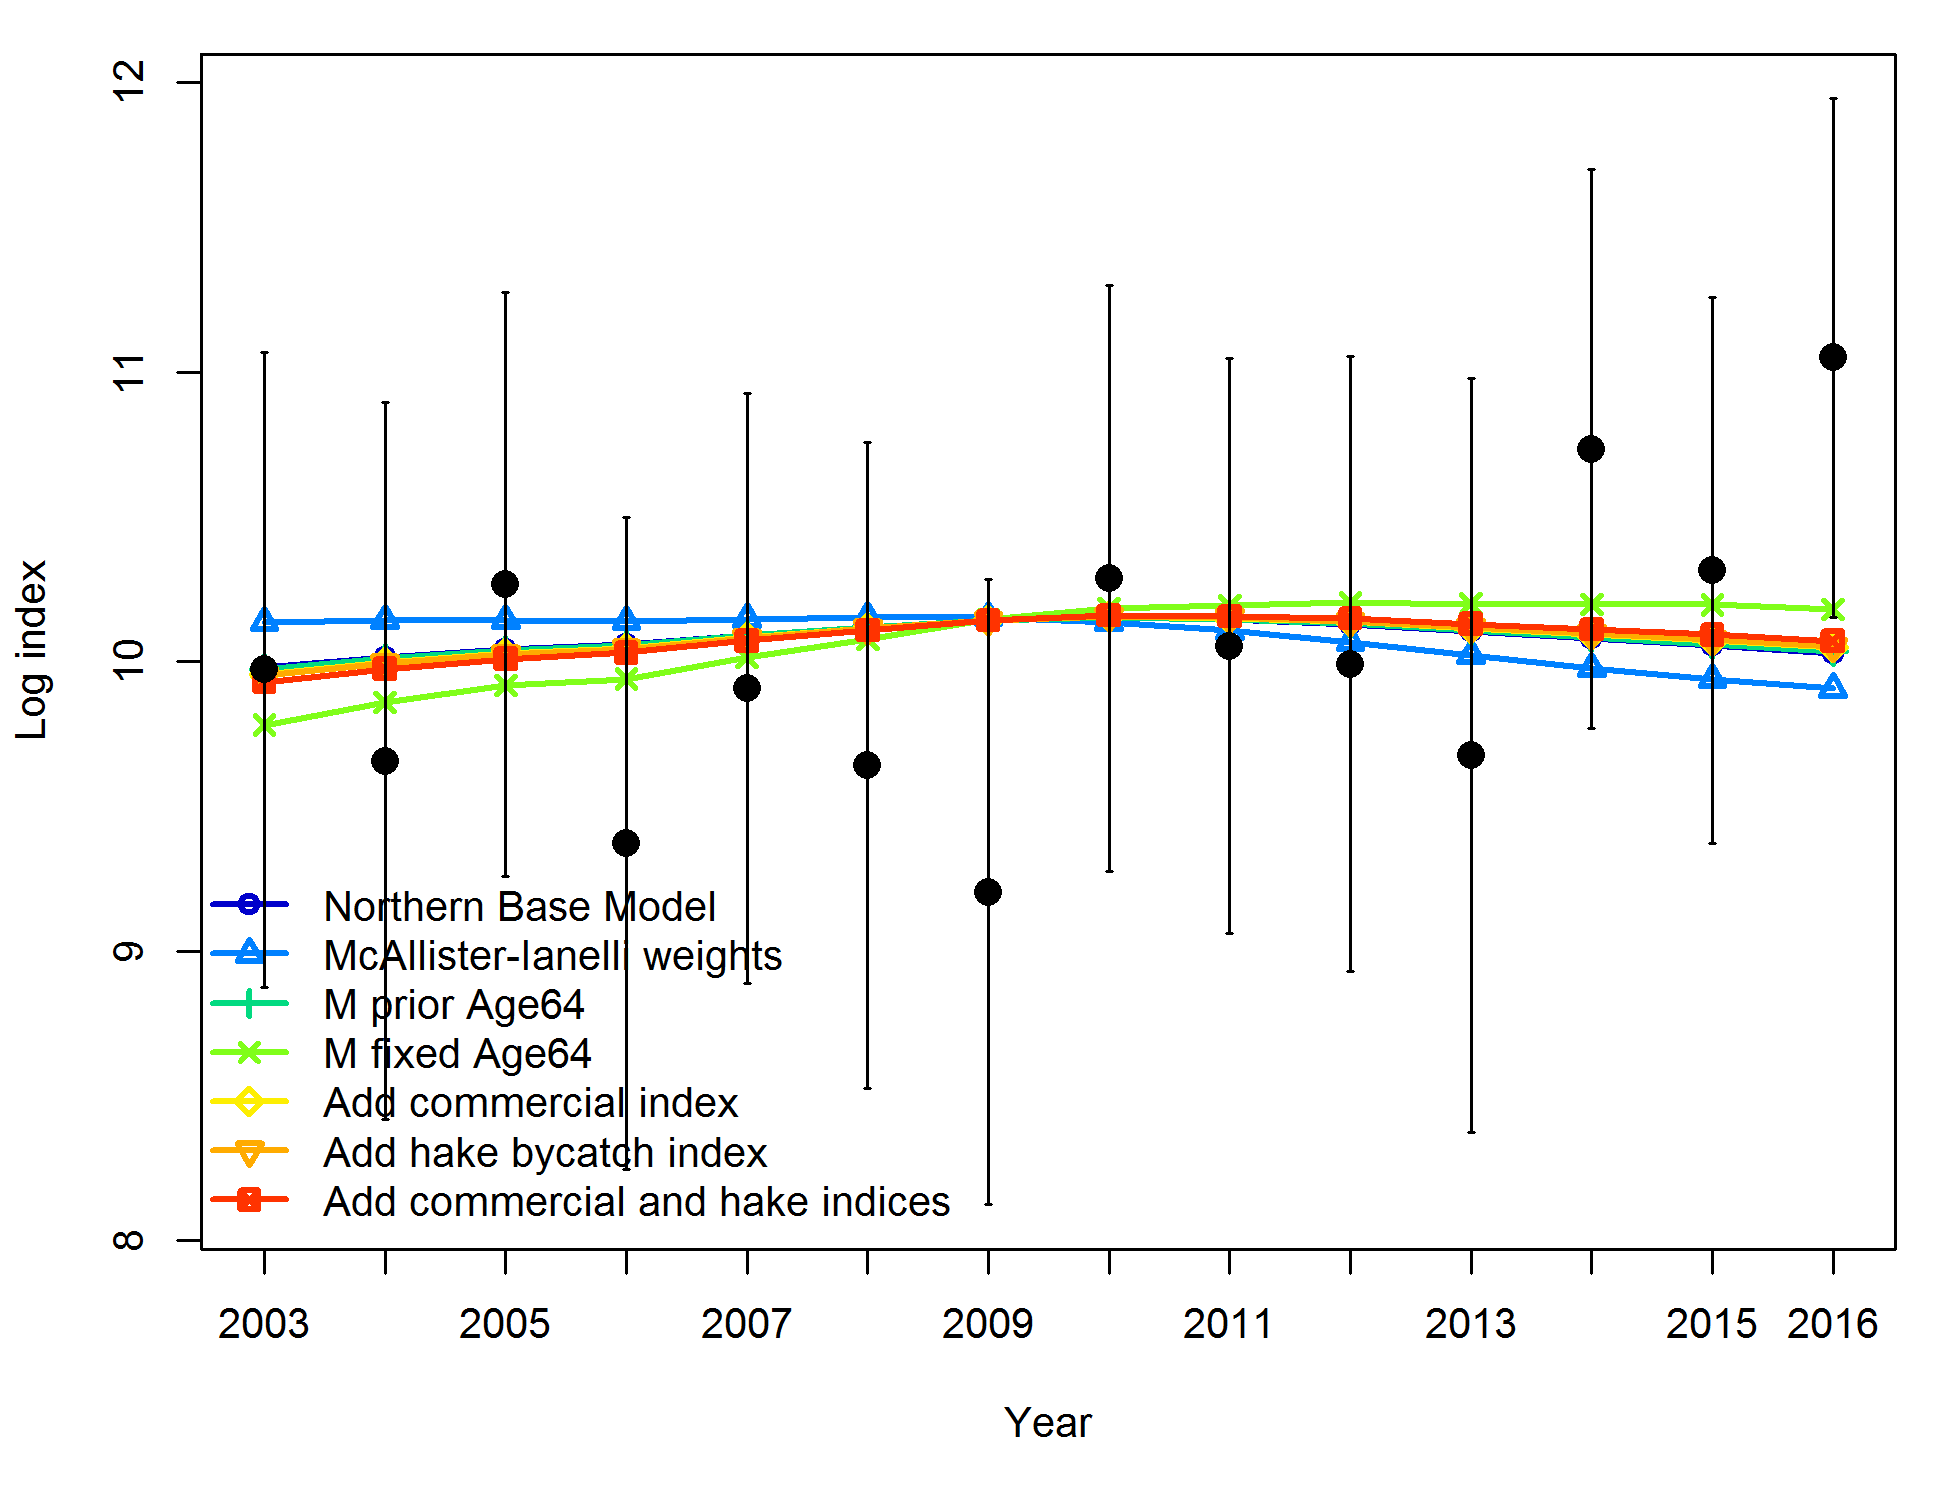 12
11
10
9
8
Log index
Northern Base Model
McAllister-Ianelli weights
M prior Age64
M fixed Age64
Add commercial index
Add hake bycatch index
Add commercial and hake indices
2003 2005 2007 2009 2011 2013 2015 2016
Year